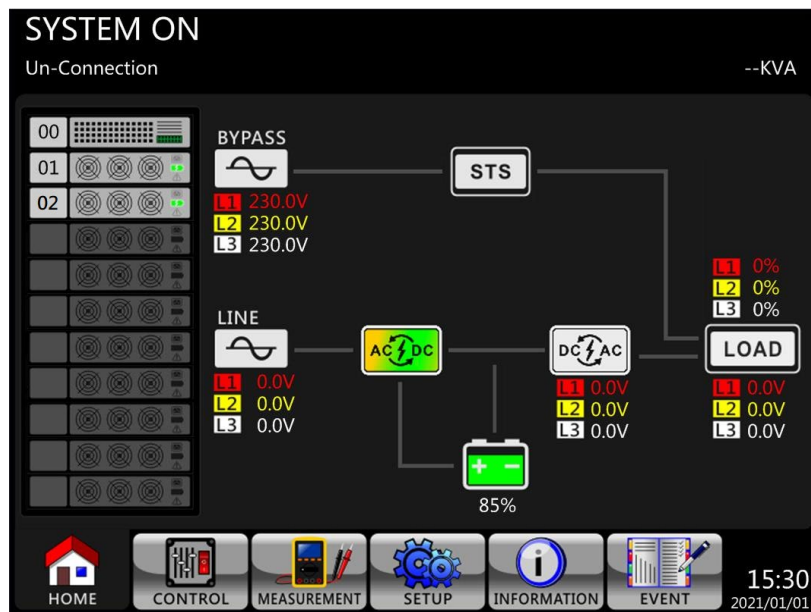 SYSTEM ON
Un-Connection
--KVA
00
01
02
BYPASS
L1 230.0V
L2 230.0V
L3 230.0V
STS
LINE
L1 0.0V
L2 0.0V
L3 0.0V
AC DC
85%
DC AC
L1 0.0V
L2 0.0V
L3 0.0V
L1 0%
L2 0%
L3 0%
LOAD
L1 0.0V
L2 0.0V
L3 0.0V
HOME
CONTROL
MEASUREMENT
SETUP
INFORMATION
EVENT
15:30
2021/01/01